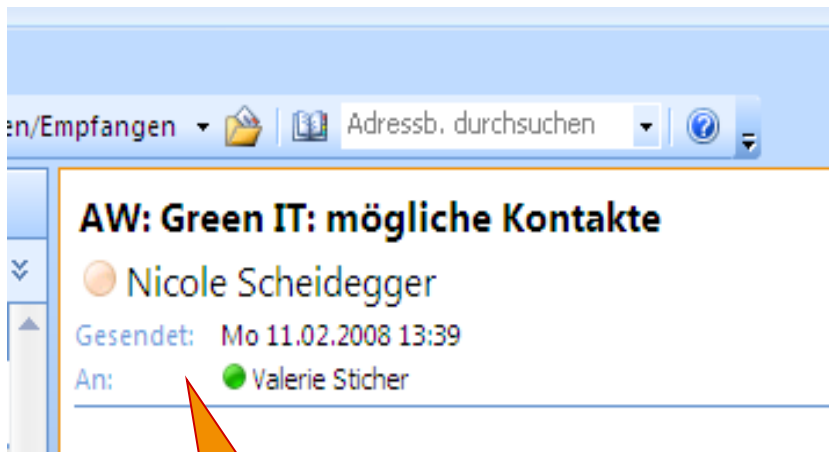 en/Empfangen Adressb. durchsuchen
AW: Green IT: mögliche Kontakte
Nicole Scheidegger
Gesendet: Mo 11.02.2008 13:39
An: Valerie Sticher